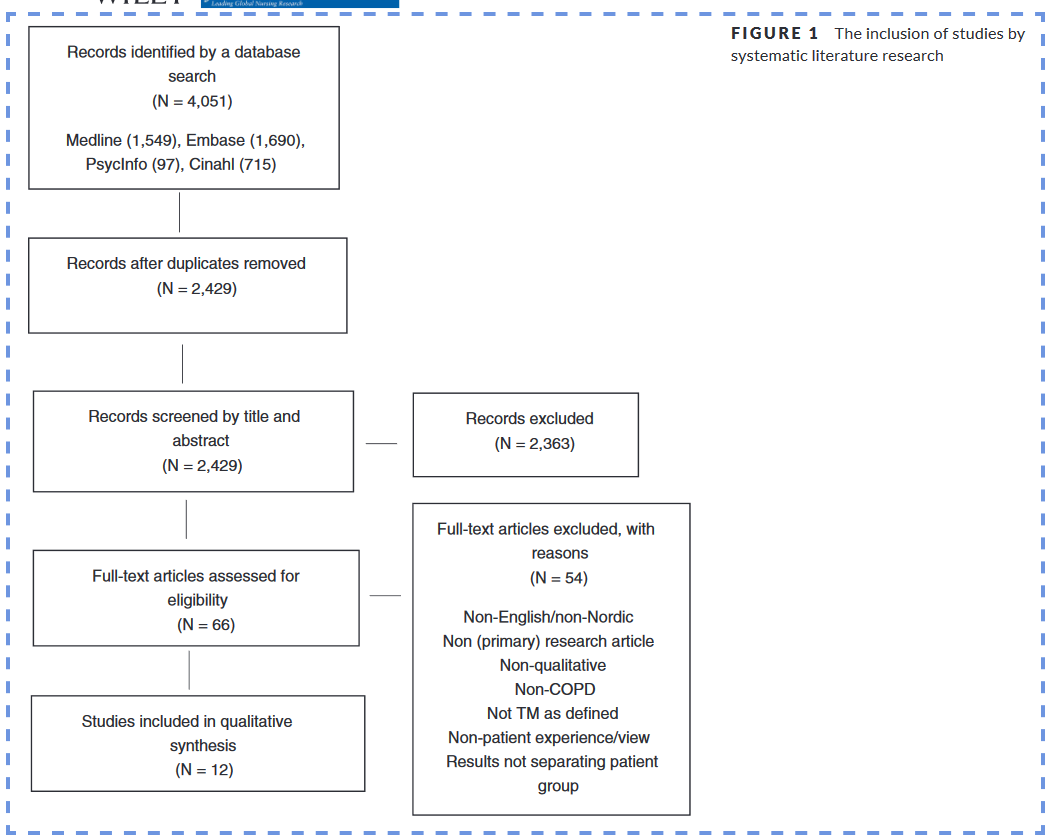 WILEY
Leading Global Nursing Research
FIGURE 1 The inclusion of studies by
systematic literature research
Records identified by a database
search
(N = 4,051)
Medline (1,549), Embase (1,690),
PsycInfo (97), Cinahl (715)
Records after duplicates removed
(N = 2,429)
Records screened by title and
abstract
(N = 2,429)
Records excluded
(N = 2,363)
Full-text articles assessed for
eligibility
(N = 66)
Full-text articles excluded, with
reasons
(N = 54)
Non-English/non-Nordic
Non (primary) research article
Non-qualitative
Non-COPD
Not TM as defined
Non-patient experience/view
Results not separating patient
group
Studies included in qualitative
synthesis
(N = 12)